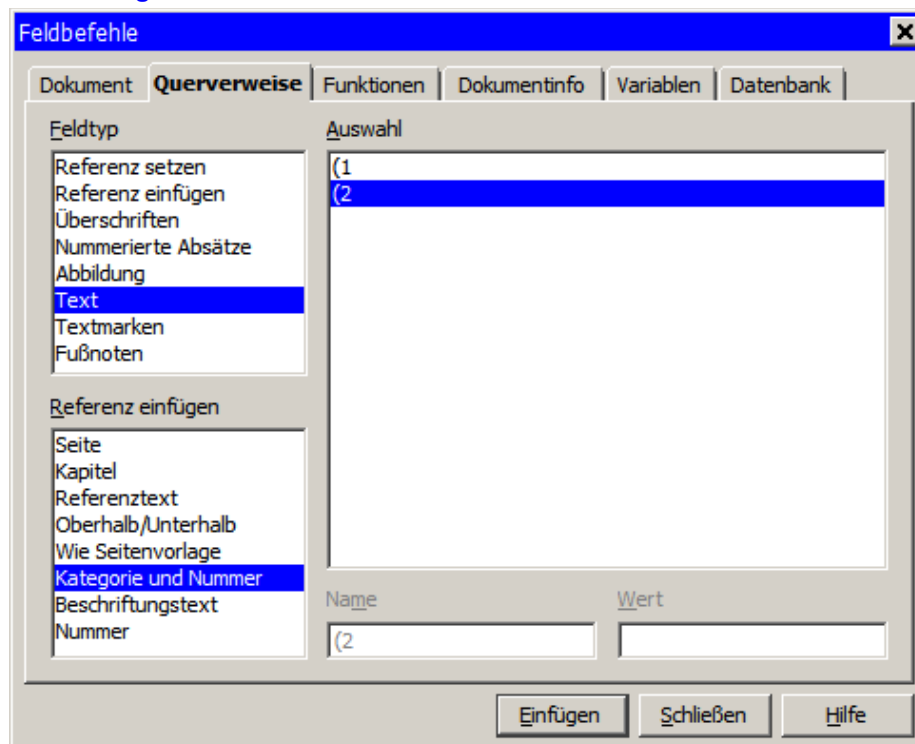 Feldbefehle
Dokument Querverweise Funktionen Dokumentinfo Variablen Datenbank
Feldtyp
Referenz setzen
Referenz einfügen
Überschriften
Nummerierte Absätze
Abbildung
Text
Textmarken
Fußnoten
Referenz einfügen
Seite
Kapitel
Referenztext
Oberhalb/Unterhalb
Wie Seitenvorlage
Kategorie und Nummer
Beschriftungstext
Nummer
Auswahl
(1
(2
Name Wert
(2
Einfügen Schließen Hilfe